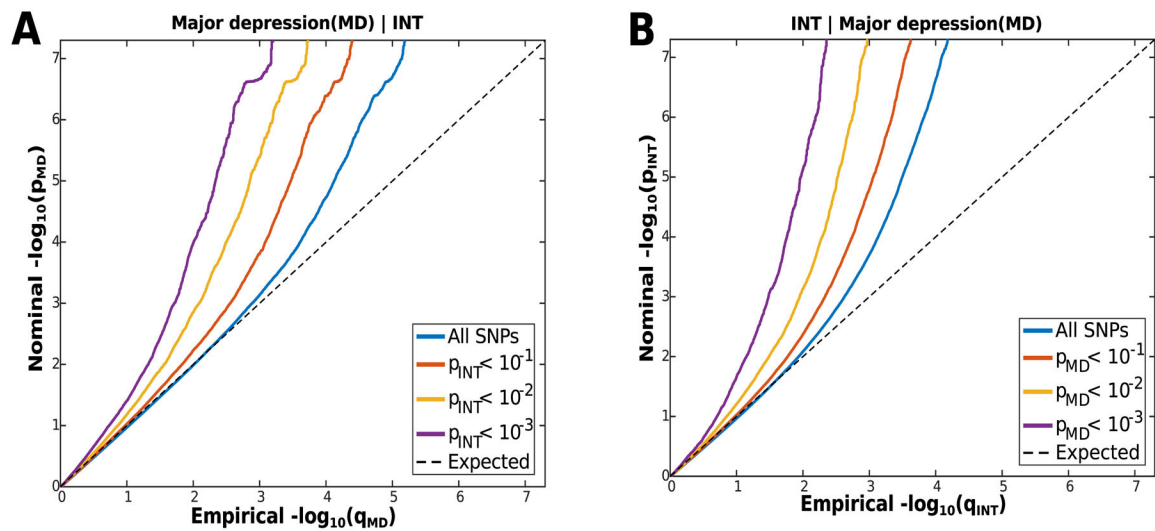 A
Major depression(MD) | INT
Nominal -log10(pMD)
7
6
5
4
3
2
1
0
0 1 2 3 4 5 6 7
Empirical -log10(qMD)
All SNPs
pINT< 10-1
pINT< 10-2
pINT< 10-3
Expected
B
INT | Major depression(MD)
Nominal -log10(pINT)
7
6
5
4
3
2
1
0
0 1 2 3 4 5 6 7
Empirical -log10(qINT)
All SNPs
pMD< 10-1
pMD< 10-2
pMD< 10-3
Expected